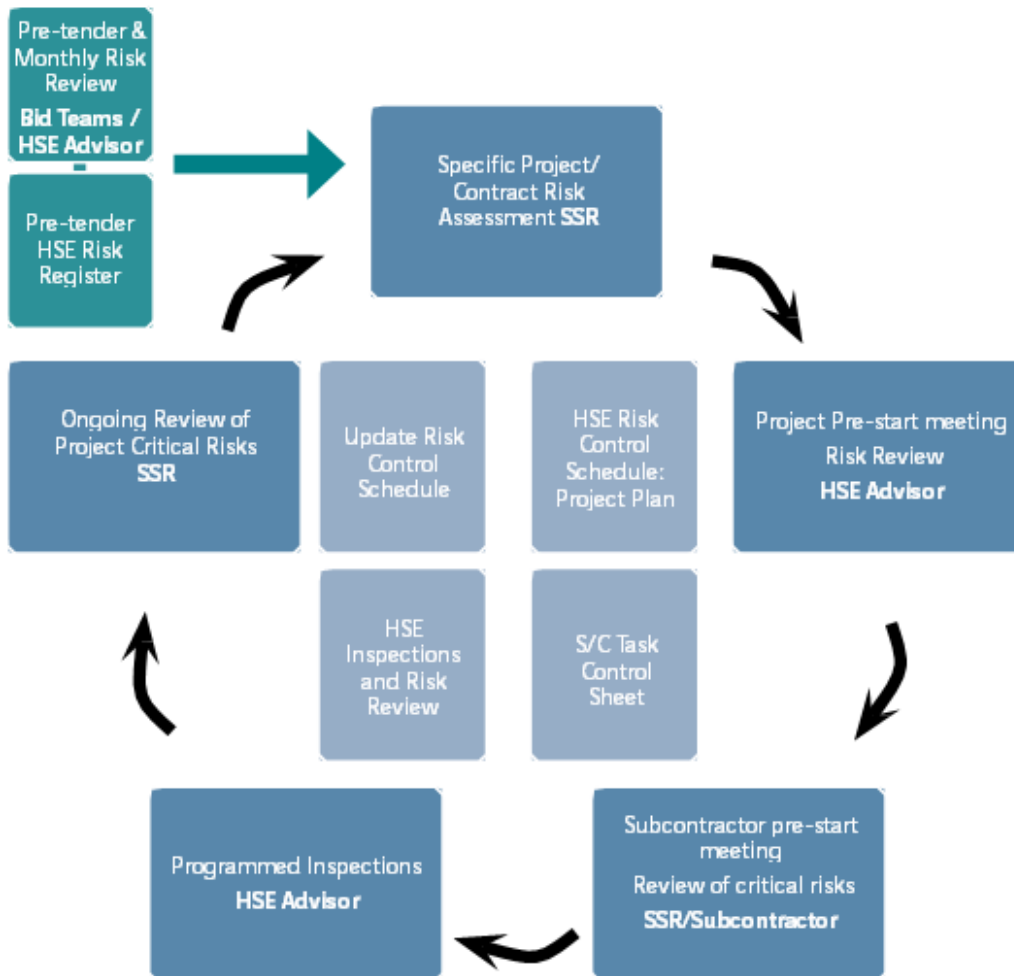 Pre-tender &
Monthly Risk
Review
Bid Teams /
HSE Advisor
Pre-tender
HSE Risk
Register
Specific Project/
Contract Risk
Assessment SSR
Ongoing Review of
Project Critical Risks
SSR
Update Risk
Control
Schedule
HSE Risk
Control
Schedule:
Project Plan
Project Pre-start meeting
Risk Review
HSE Advisor
HSE
Inspections
and Risk
Review
S/C Task
Control
Sheet
Programmed Inspections
HSE Advisor
Subcontractor pre-start
meeting
Review of critical risks
SSR/Subcontractor